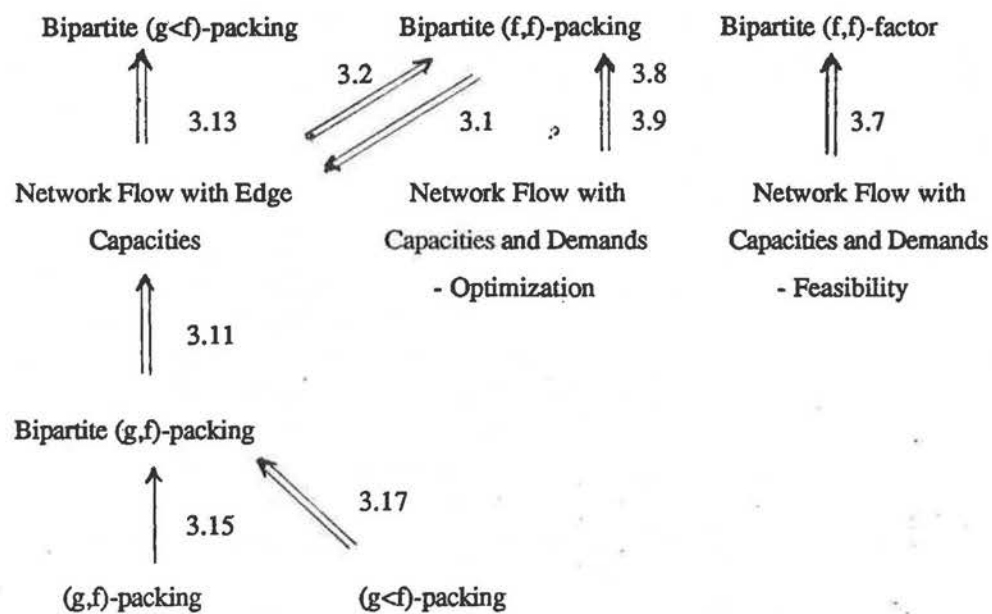 Bipartite (g<f)-packing Bipartite (f,f)-packing Bipartite (f,f)-factor
3.2 3.8
3.13 3.1 3.9 3.7
Network Flow with Edge Network Flow with Network Flow with
Capacities Capacities and Demands Capacities and Demands
- Optimization - Feasibility
3.11
Bipartite (g,f)-packing
3.17
3.15
(g,f)-packing (g<f)-packing